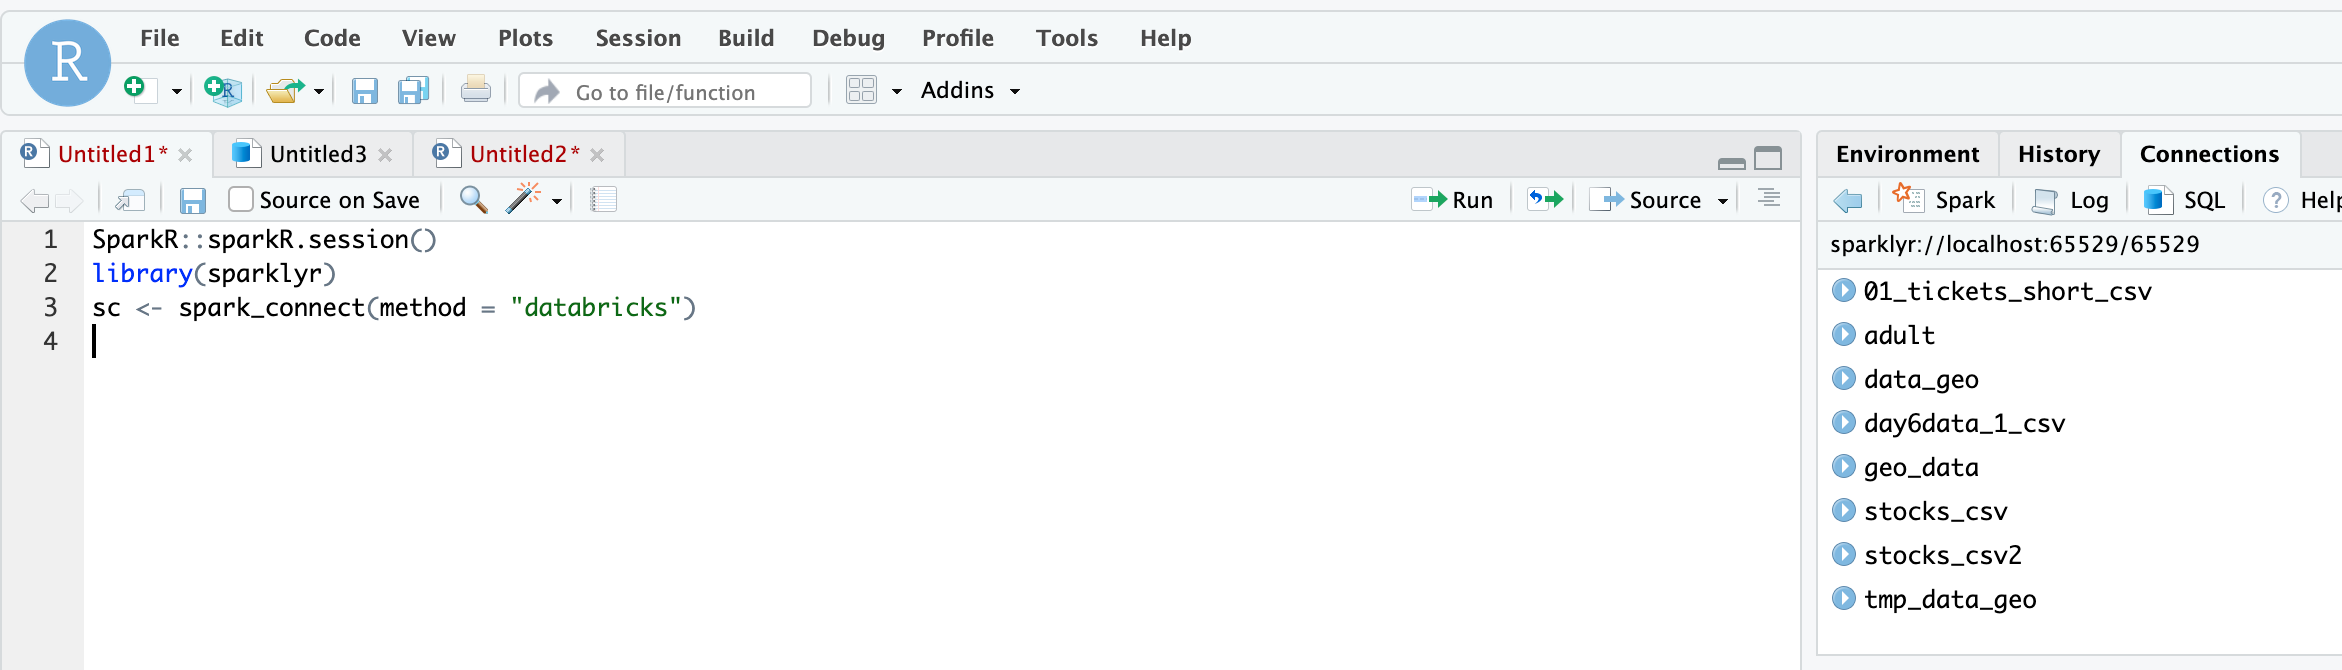 R
File Edit Code View Plots Session Build Debug Profile Tools Help
R Go to file/function Addins
R Untitled1* Untitled3 R Untitled2*
Source on Save Run Source
1 SparkR::sparkR.session()
2 library(sparklyr)
3 sc <- spark_connect(method = "databricks")
4
Environment History Connections
Spark Log SQL ? Help
sparklyr://localhost:65529/65529
01_tickets_short_csv
adult
data_geo
day6data_1_csv
geo_data
stocks_csv
stocks_csv2
tmp_data_geo